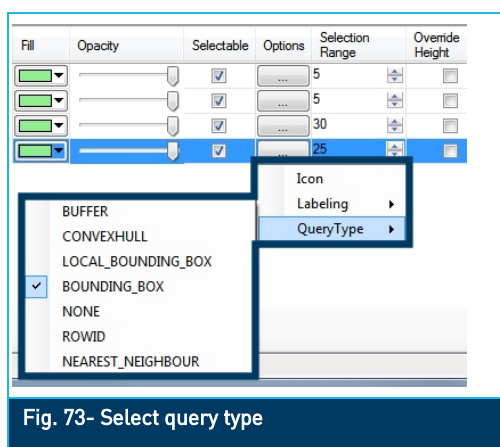 Fill Opacity Selectable Options Selection Range Override Height
... 5
... 5
... 30
... 25
Icon
Labeling
QueryType
BUFFER
CONVEXHULL
LOCAL_BOUNDING_BOX
BOUNDING_BOX
NONE
ROWID
NEAREST_NEIGHBOUR
Fig. 73- Select query type